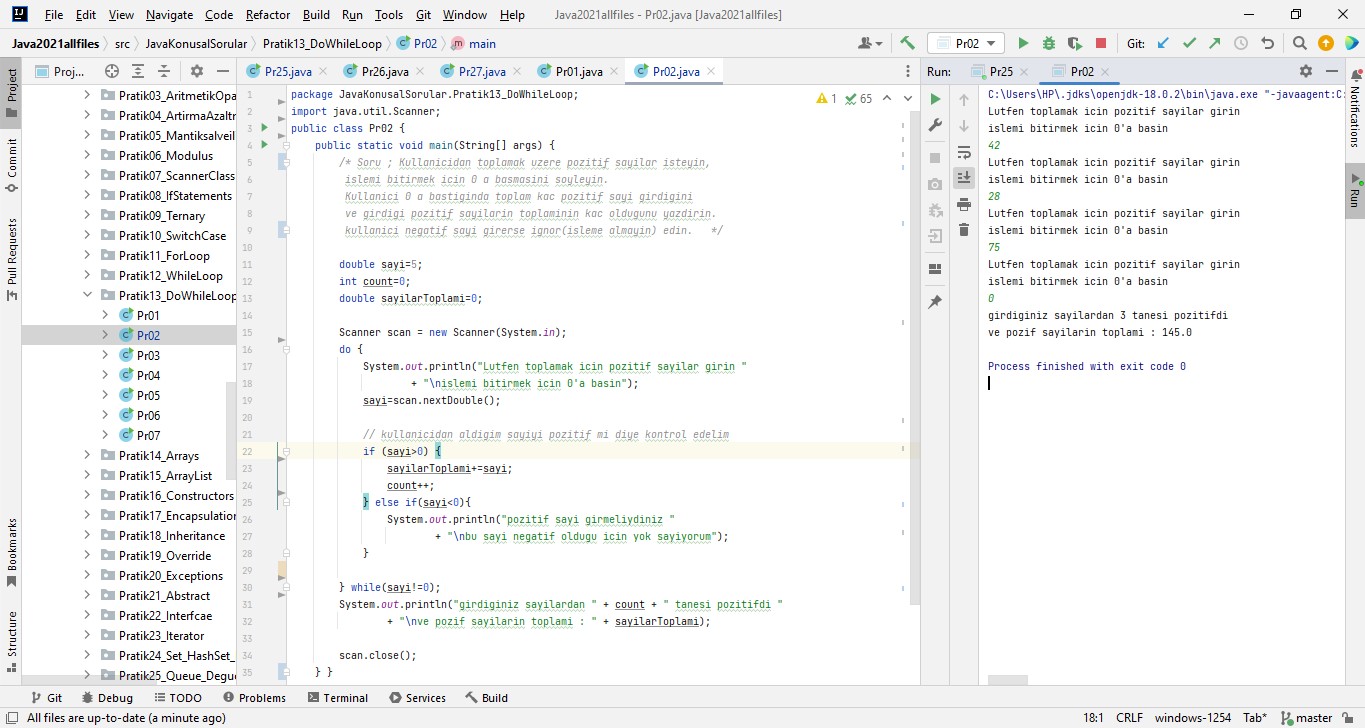 File Edit View Navigate Code Refactor Build Run Tools Git Window Help Java2021allfiles - Pr02.java [Java2021allfiles]
Java2021allfiles src JavaKonusalSorular Pratik13_DoWhileLoop Pr02 main Pr02 Git:
Project
Commit
Pull Requests
Bookmarks
Structure
Proj...
Pratik03_AritmetikOpa
Pratik04_ArtirmaAzaltr
Pratik05_Mantiksalveil
Pratik06_Modulus
Pratik07_ScannerClass
Pratik08_IfStatements
Pratik09_Ternary
Pratik10_SwitchCase
Pratik11_ForLoop
Pratik12_WhileLoop
Pratik13_DoWhileLoop
Pr01
Pr02
Pr03
Pr04
Pr05
Pr06
Pr07
Pratik14_Arrays
Pratik15_ArrayList
Pratik16_Constructors
Pratik17_Encapsulation
Pratik18_Inheritance
Pratik19_Override
Pratik20_Exceptions
Pratik21_Abstract
Pratik22_Interfcae
Pratik23_Iterator
Pratik24_Set_HashSet_
Pratik25_Queue_Degue
Pr25.java Pr26.java Pr27.java Pr01.java Pr02.java
1 65
1 package JavaKonusalSorular.Pratik13_DoWhileLoop;
2 import java.util.Scanner;
3 public class Pr02 {
4 public static void main(String[] args) {
5 /* Soru ; Kullanicidan toplamak uzere pozitif sayilar isteyin,
6 islemi bitirmek icin 0 a basmasini soyleyin.
7 Kullanici 0 a bastiginda toplam kac pozitif sayi girdigini
8 ve girdigi pozitif sayilarin toplaminin kac oldugunu yazdirin.
9 kullanici negatif sayi girerse ignor(isleme almayin) edin. */
10
11 double sayi=5;
12 int count=0;
13 double sayilarToplami=0;
14
15 Scanner scan = new Scanner(System.in);
16 do {
17 System.out.println("Lutfen toplamak icin pozitif sayilar girin "
18 + "\nislemi bitirmek icin 0'a basin");
19 sayi=scan.nextDouble();
20
21 // kullanicidan aldigim sayiyi pozitif mi diye kontrol edelim
22 if (sayi>0) {
23 sayilarToplami+=sayi;
24 count++;
25 } else if(sayi<0){
26 System.out.println("pozitif sayi girmeliydiniz "
27 + "\nbu sayi negatif oldugu icin yok sayiyorum");
28 }
29
30 } while(sayi!=0);
31 System.out.println("girdiginiz sayilardan " + count + " tanesi pozitifdi "
32 + "\nve pozif sayilarin toplami : " + sayilarToplami);
33
34 scan.close();
35 } }
Run: Pr25 Pr02
C:\Users\HP\.jdks\openjdk-18.0.2\bin\java.exe "-javaagent:C:
Lutfen toplamak icin pozitif sayilar girin
islemi bitirmek icin 0'a basin
42
Lutfen toplamak icin pozitif sayilar girin
islemi bitirmek icin 0'a basin
28
Lutfen toplamak icin pozitif sayilar girin
islemi bitirmek icin 0'a basin
75
Lutfen toplamak icin pozitif sayilar girin
islemi bitirmek icin 0'a basin
0
girdiginiz sayilardan 3 tanesi pozitifdi
ve pozif sayilarin toplami : 145.0
Process finished with exit code 0
Notifications
Run
Git Debug TODO Problems Terminal Services Build
All files are up-to-date (a minute ago) 18:1 CRLF windows-1254 Tab* master